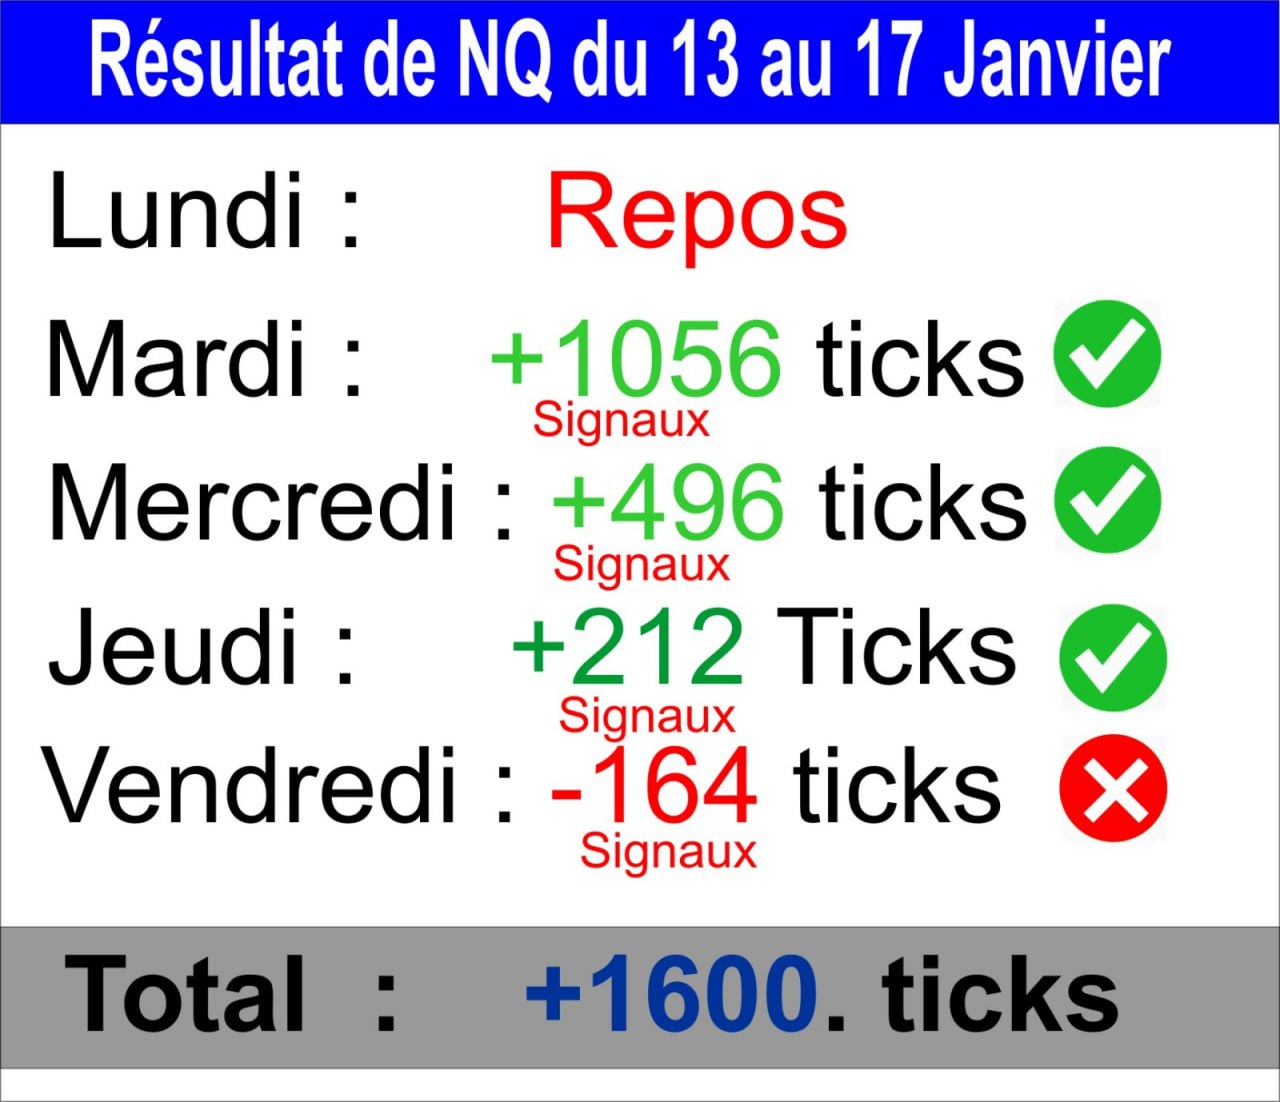 Résultat de NQ du 13 au 17 Janvier
Lundi : Repos
Mardi : +1056 ticks
Signaux
Mercredi : +496 ticks
Signaux
Jeudi : +212 Ticks
Signaux
Vendredi : -164 ticks
Signaux
Total : +1600. ticks